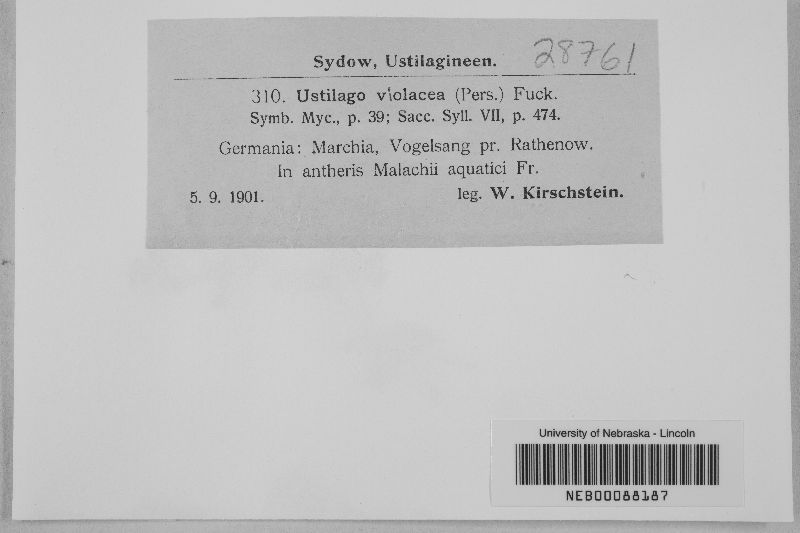 Sydow, Ustilagineen. 28761
310. Ustilago violacea (Pers.) Fuck.
Symb. Myc., p. 39; Sacc. Syll. VII, p. 474.
Germania: Marchia, Vogelsang pr. Rathenow.
In antheris Malachii aquatici Fr.
5. 9. 1901. leg. W. Kirschstein.
University of Nebraska - Lincoln
NEB00088187